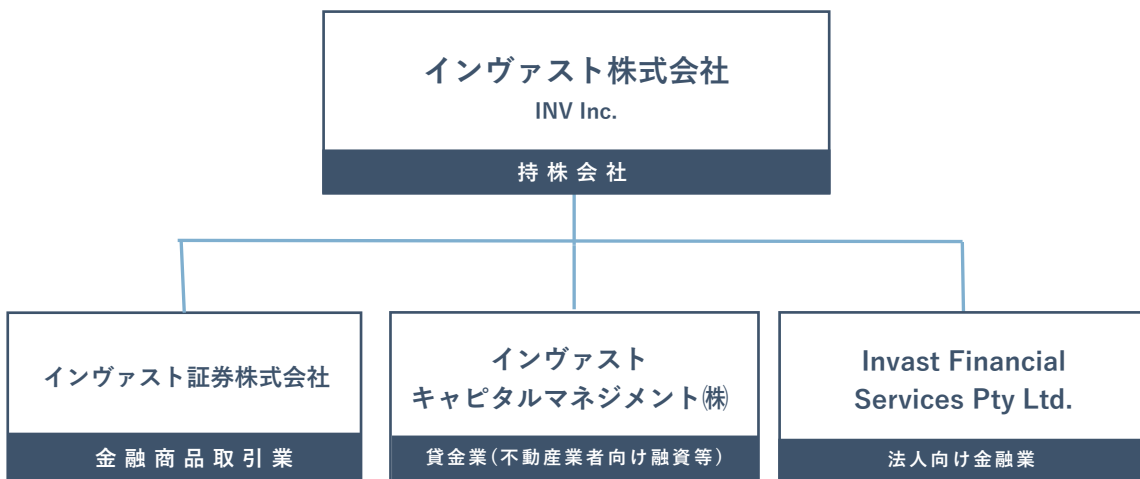 インヴァスト株式会社
INV Inc.
持株会社
インヴァスト証券株式会社
金融商品取引業
インヴァスト
キャピタルマネジメント㈱
貸金業(不動産業者向け融資等)
Invast Financial
Services Pty Ltd.
法人向け金融業